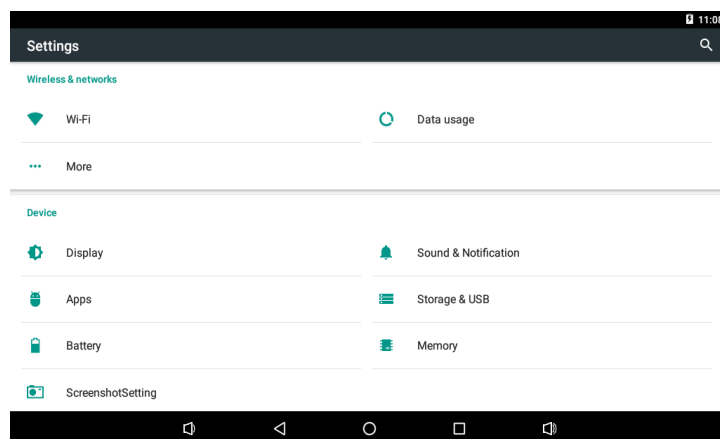 11:08
Settings
Wireless & networks
Wi-Fi
Data usage
More
Device
Display
Sound & Notification
Apps
Storage & USB
Battery
Memory
ScreenshotSetting